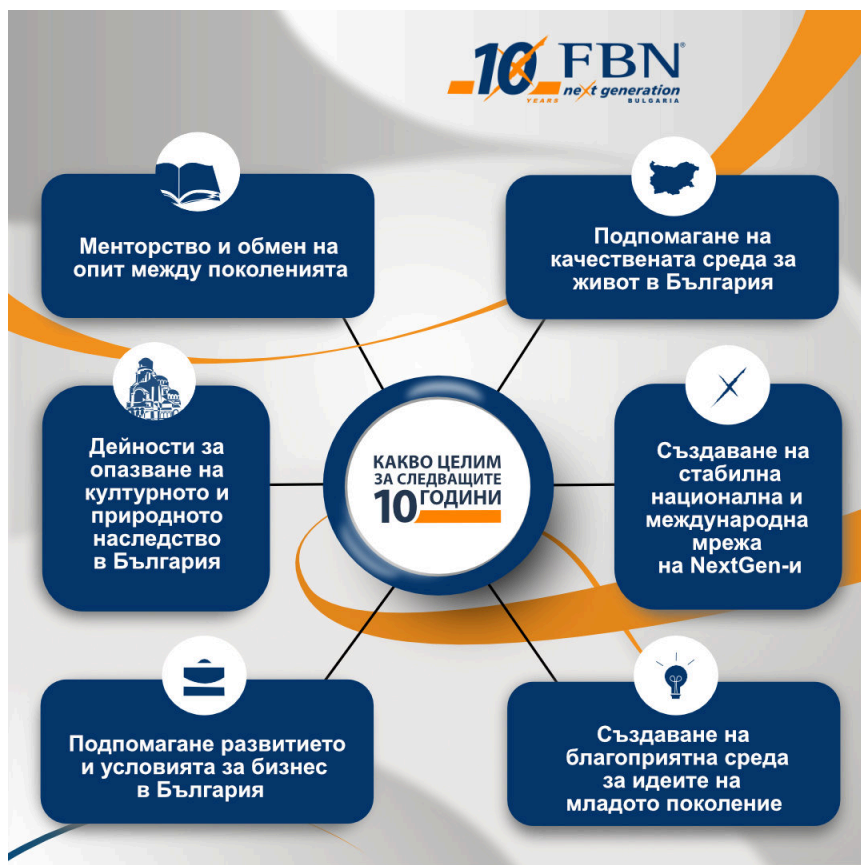 10 FBN®
YEARS next generation
BULGARIA
Менторство и обмен на
опит между поколенията
Подпомагане на
качествената среда за
живот в България
Дейности за
опазване на
културното и
природното
наследство
в България
КАКВО ЦЕЛИМ
ЗА СЛЕДВАЩИТЕ
10 ГОДИНИ
Създаване на
стабилна
национална и
международна
мрежа
на NextGen-и
Подпомагане развитието
и условията за бизнес
в България
Създаване на
благоприятна среда
за идеите на
младото поколение